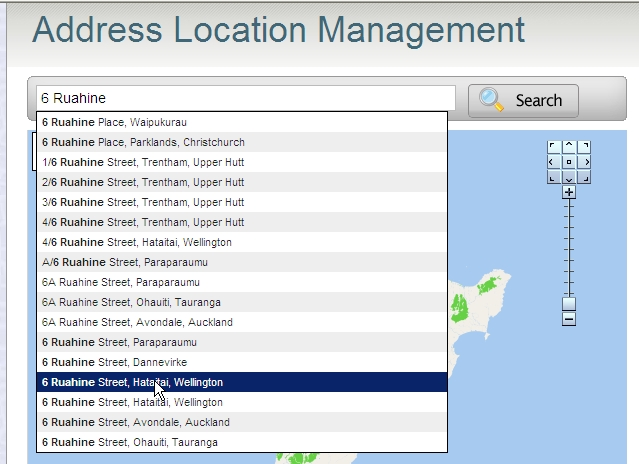 Address Location Management
6 Ruahine
Search
6 Ruahine Place, Waipukurau
6 Ruahine Place, Parklands, Christchurch
1/6 Ruahine Street, Trentham, Upper Hutt
2/6 Ruahine Street, Trentham, Upper Hutt
3/6 Ruahine Street, Trentham, Upper Hutt
4/6 Ruahine Street, Trentham, Upper Hutt
4/6 Ruahine Street, Hataitai, Wellington
A/6 Ruahine Street, Paraparaumu
6A Ruahine Street, Paraparaumu
6A Ruahine Street, Ohauiti, Tauranga
6A Ruahine Street, Avondale, Auckland
6 Ruahine Street, Paraparaumu
6 Ruahine Street, Dannevirke
6 Ruahine Street, Hataitai, Wellington
6 Ruahine Street, Hataitai, Wellington
6 Ruahine Street, Avondale, Auckland
6 Ruahine Street, Ohauiti, Tauranga